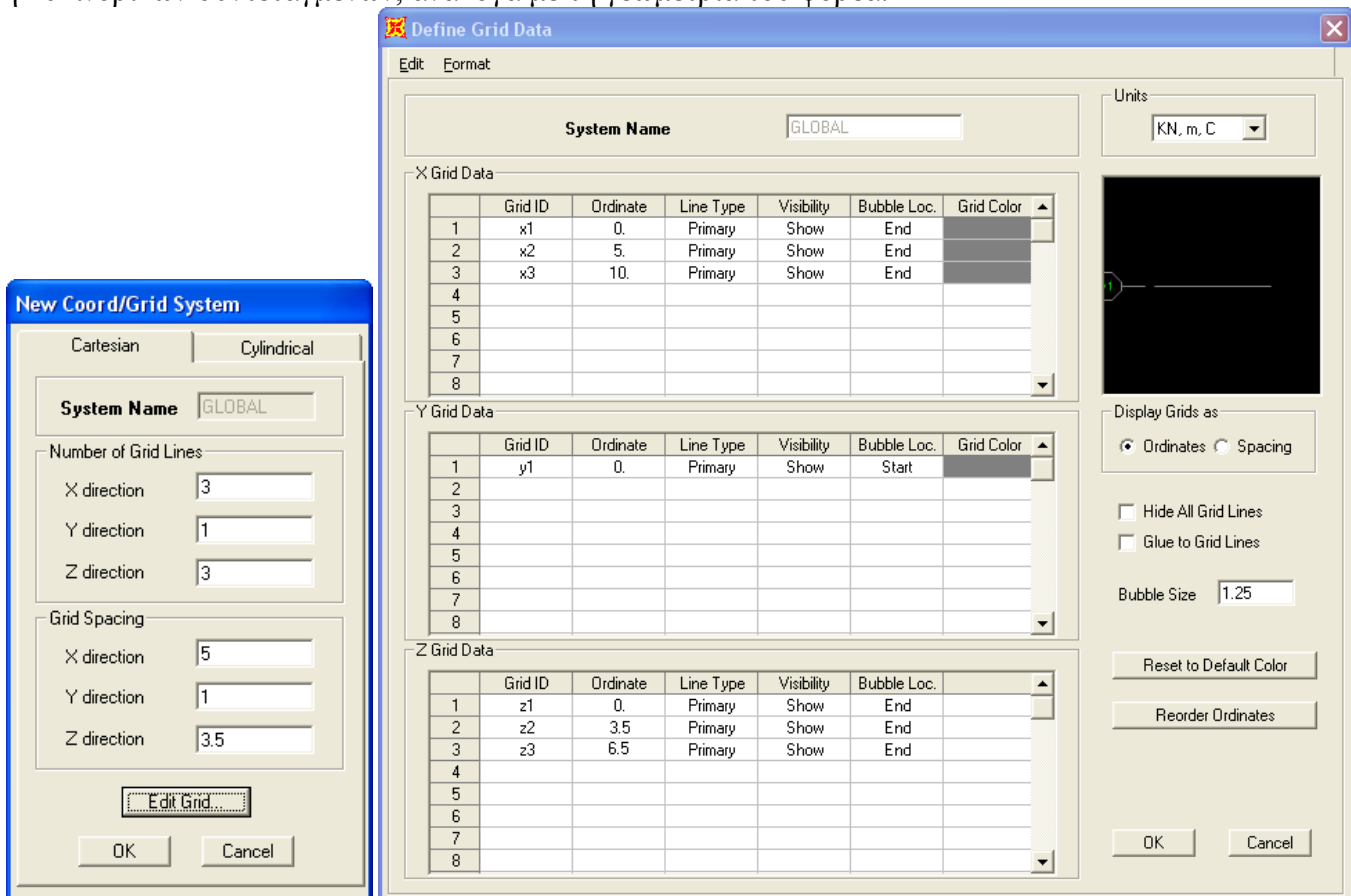 Define Grid Data
Edit Format
System Name GLOBAL
Units
KN, m, C
X Grid Data
Grid ID Ordinate Line Type Visibility Bubble Loc. Grid Color
1 x1 0. Primary Show End
2 x2 5. Primary Show End
3 x3 10. Primary Show End
4
5
6
7
8
Y Grid Data
Grid ID Ordinate Line Type Visibility Bubble Loc. Grid Color
1 y1 0. Primary Show Start
2
3
4
5
6
7
8
Z Grid Data
Grid ID Ordinate Line Type Visibility Bubble Loc.
1 z1 0. Primary Show End
2 z2 3.5 Primary Show End
3 z3 6.5 Primary Show End
4
5
6
7
8
Display Grids as
Ordinates Spacing
Hide All Grid Lines
Glue to Grid Lines
Bubble Size 1.25
Reset to Default Color
Reorder Ordinates
OK Cancel
New Coord/Grid System
Cartesian Cylindrical
System Name GLOBAL
Number of Grid Lines
X direction 3
Y direction 1
Z direction 3
Grid Spacing
X direction 5
Y direction 1
Z direction 3.5
Edit Grid...
OK Cancel